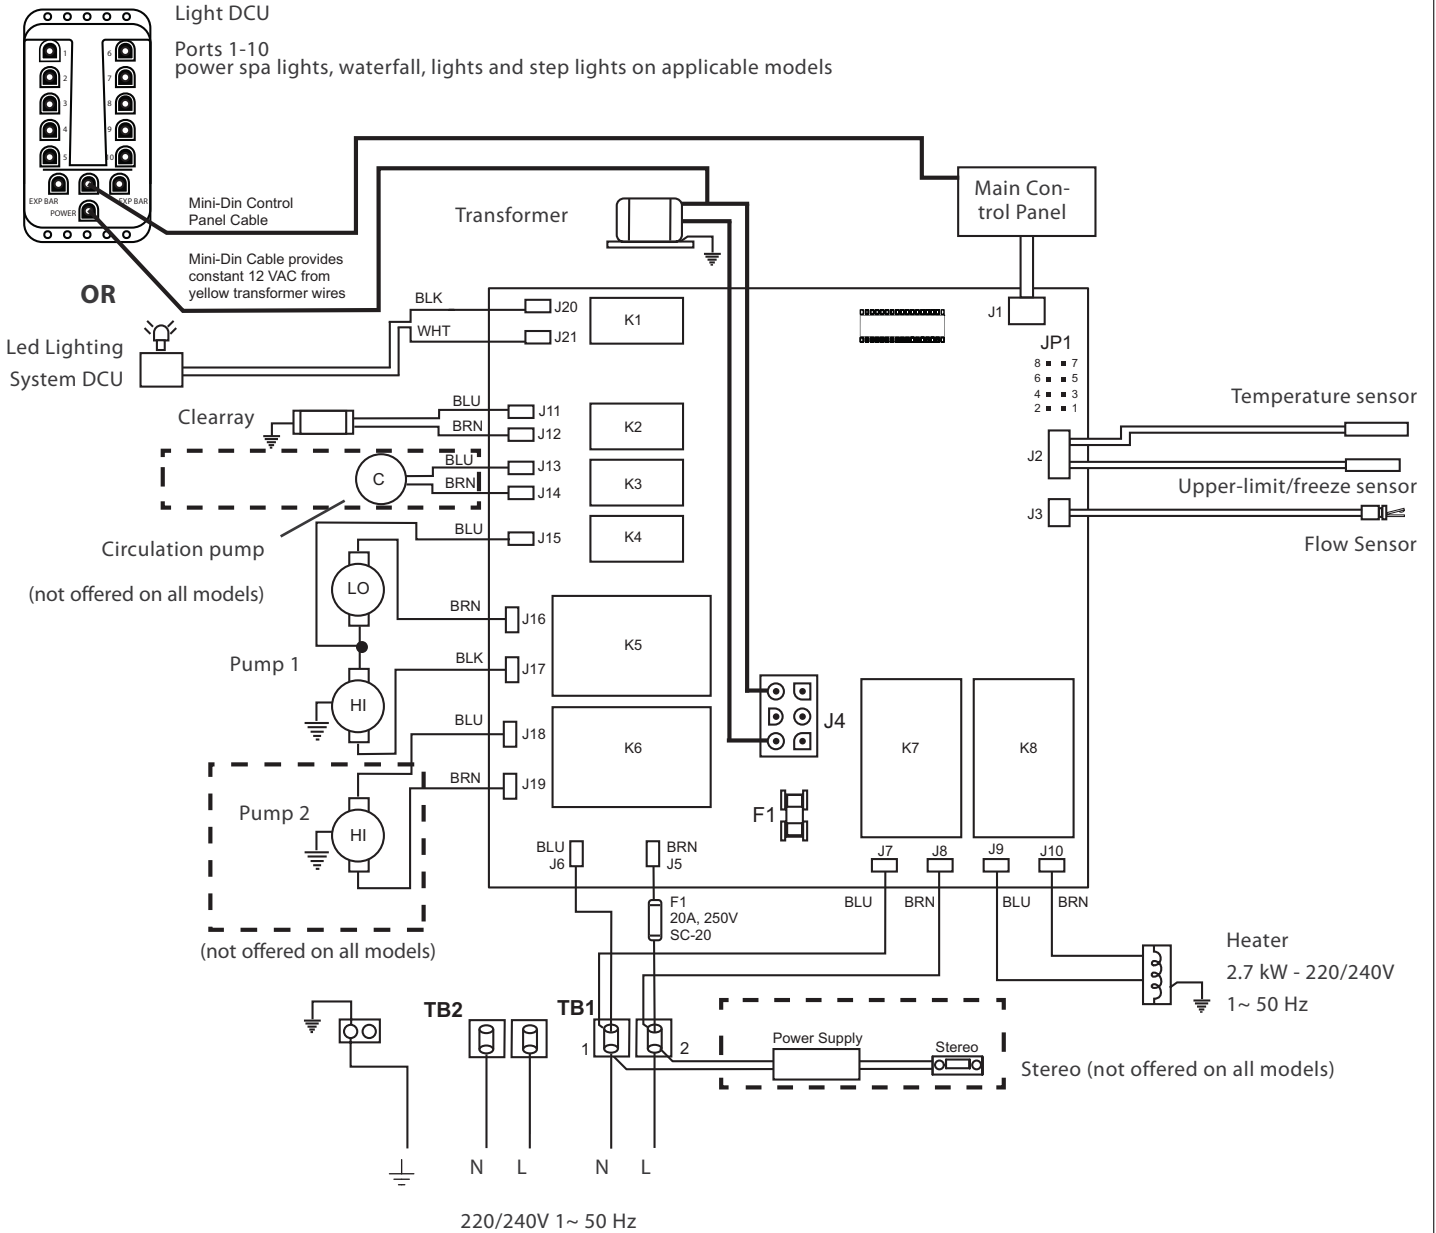 Light DCU
Ports 1-10
power spa lights, waterfall, lights and step lights on applicable models
1
6
2
7
3
8
4
9
5
10
EXP BAR
EXP BAR
POWER
Mini-Din Control
Panel Cable
Mini-Din Cable provides
constant 12 VAC from
yellow transformer wires
OR
Led Lighting
System DCU
Transformer
Main Con-
trol Panel
BLK
J20
WHT
J21
K1
J1
JP1
8 7
6 5
4 3
2 1
Clearray
BLU
J11
BRN
J12
K2
C
BLU
J13
BRN
J14
K3
Circulation pump
(not offered on all models)
BLU
J15
K4
J2
Temperature sensor
Upper-limit/freeze sensor
J3
Flow Sensor
LO
BRN
J16
K5
Pump 1
BLK
J17
HI
BLU
J18
K6
BRN
J19
Pump 2
HI
(not offered on all models)
J4
F1
K7
K8
BLU
J6
BRN
J5
J7
J8
J9
J10
BLU
BRN
BLU
BRN
F1
20A, 250V
SC-20
Heater
2.7 kW - 220/240V
1~ 50 Hz
TB2
TB1
1
2
Power Supply
Stereo
Stereo (not offered on all models)
N
L
N
L
220/240V 1~ 50 Hz